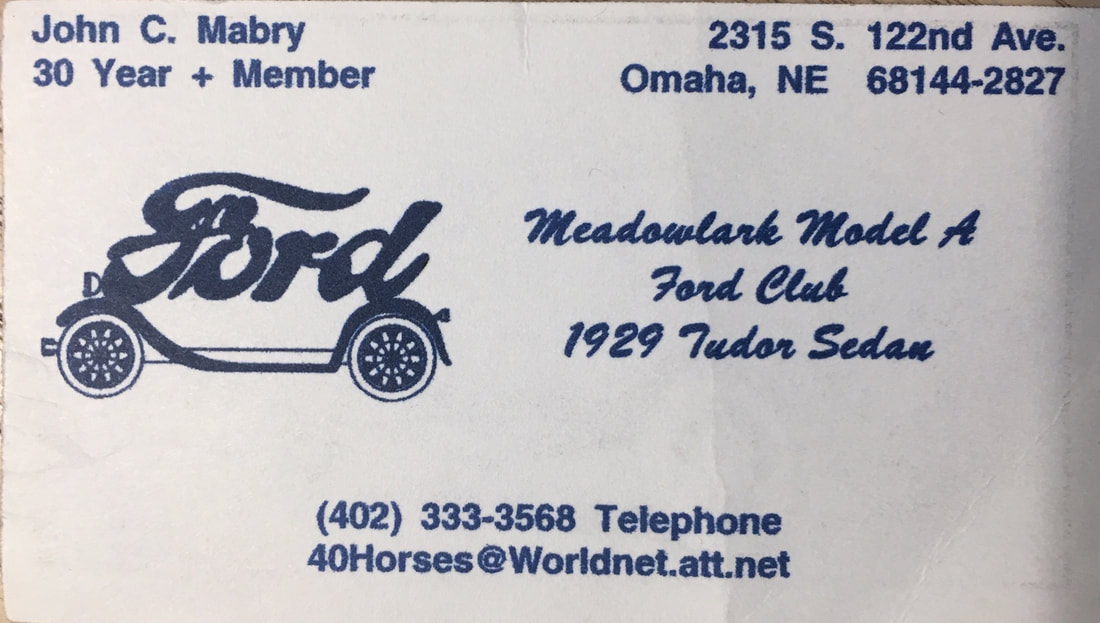 John C. Mabry
30 Year + Member
2315 S. 122nd Ave.
Omaha, NE 68144-2827
Ford
Meadowlark Model A
Ford Club
1929 Tudor Sedan
(402) 333-3568 Telephone
40Horses@Worldnet.att.net